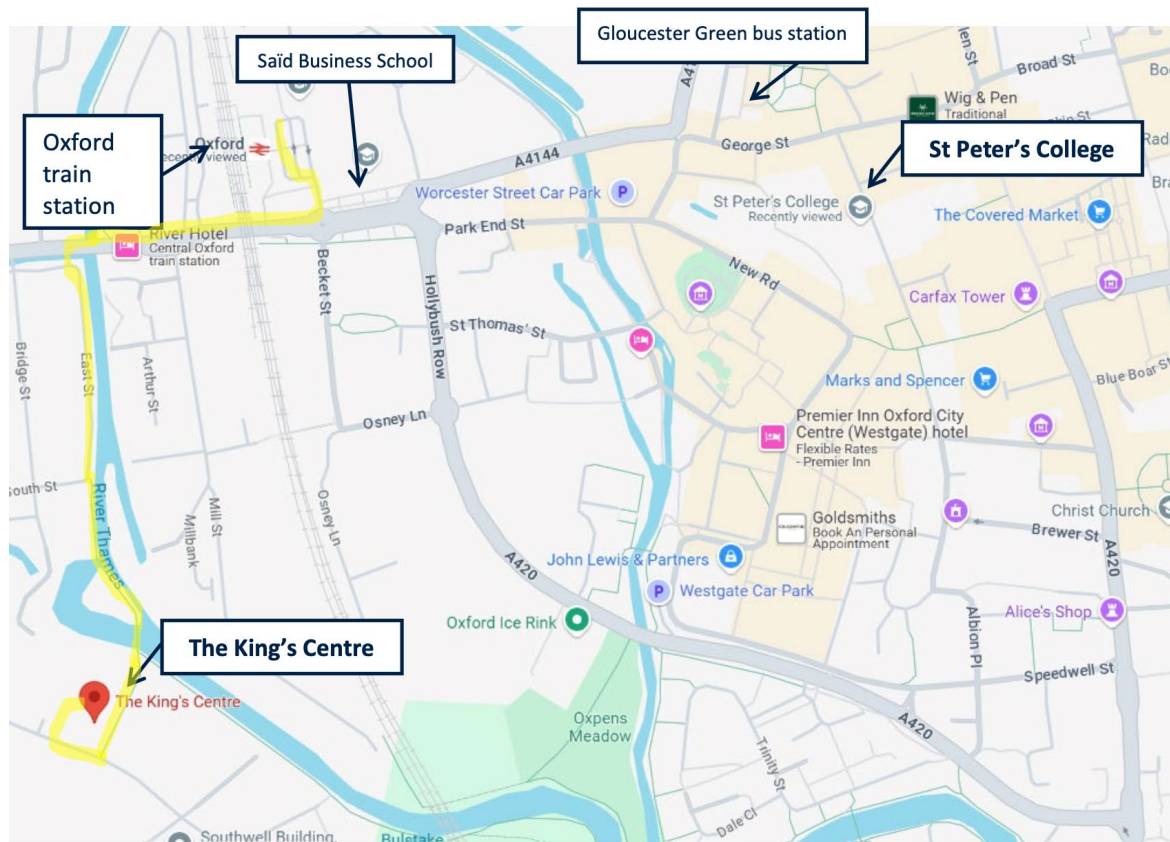 Gloucester Green bus station
Saïd Business School
Oxford
train
station
St Peter's College
The King's Centre
A4144
Broad St
Wig & Pen
Traditional
George St
Oxford
Worcester Street Car Park
P
St Peter's College
Recently viewed
The Covered Market
River Hotel
Central Oxford
train station
Park End St
New Rd
Becket St
Hollybush Row
Carfax Tower
St Thomas' St
Bridge St
East St
Arthur St
Marks and Spencer
Blue Boar St
Osney Ln
Premier Inn Oxford City
Centre (Westgate) hotel
Flexible Rates
- Premier Inn
River Thames
Mill St
Millbank
Osney Ln
Christ Church
Goldsmiths
Book An Personal
Appointment
Brewer St
A420
John Lewis & Partners
P
Westgate Car Park
A420
Oxford Ice Rink
Alice's Shop
Albion Pl
Speedwell St
The King's Centre
Oxpens
Meadow
A420
Trinity St
Dale Cl
Southwell Building,
Bulstake